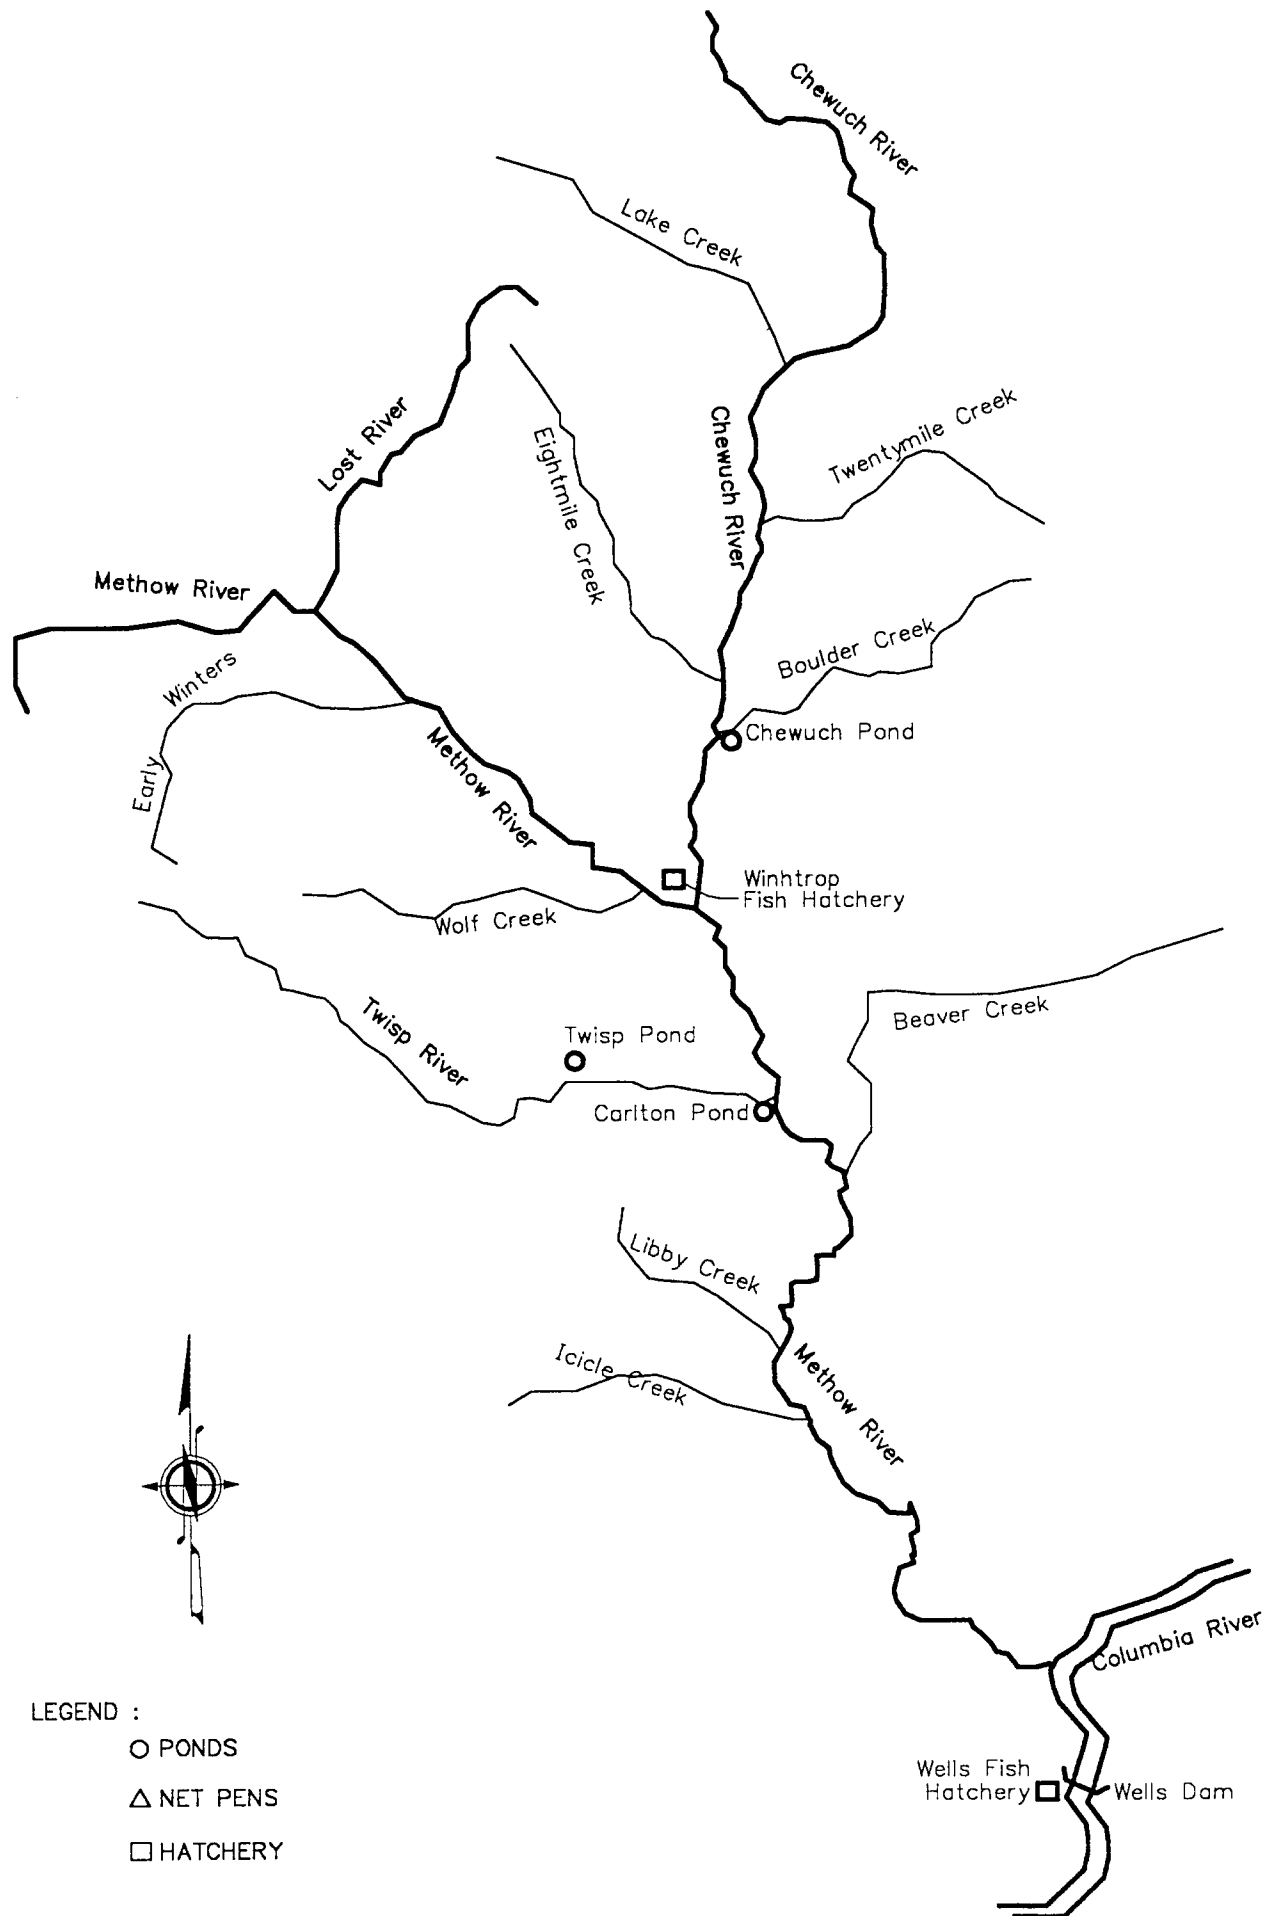 Chewuch River
Lake Creek
Lost River
Eightmile Creek
Chewuch River
Twentymile Creek
Methow River
Boulder Creek
Early Winters
Chewuch Pond
Methow River
Winhtrop
Fish Hatchery
Wolf Creek
Twisp River
Beaver Creek
Twisp Pond
Carlton Pond
Libby Creek
Icicle Creek
Methow River
Columbia River
LEGEND :
PONDS
NET PENS
HATCHERY
Wells Fish
Hatchery
Wells Dam